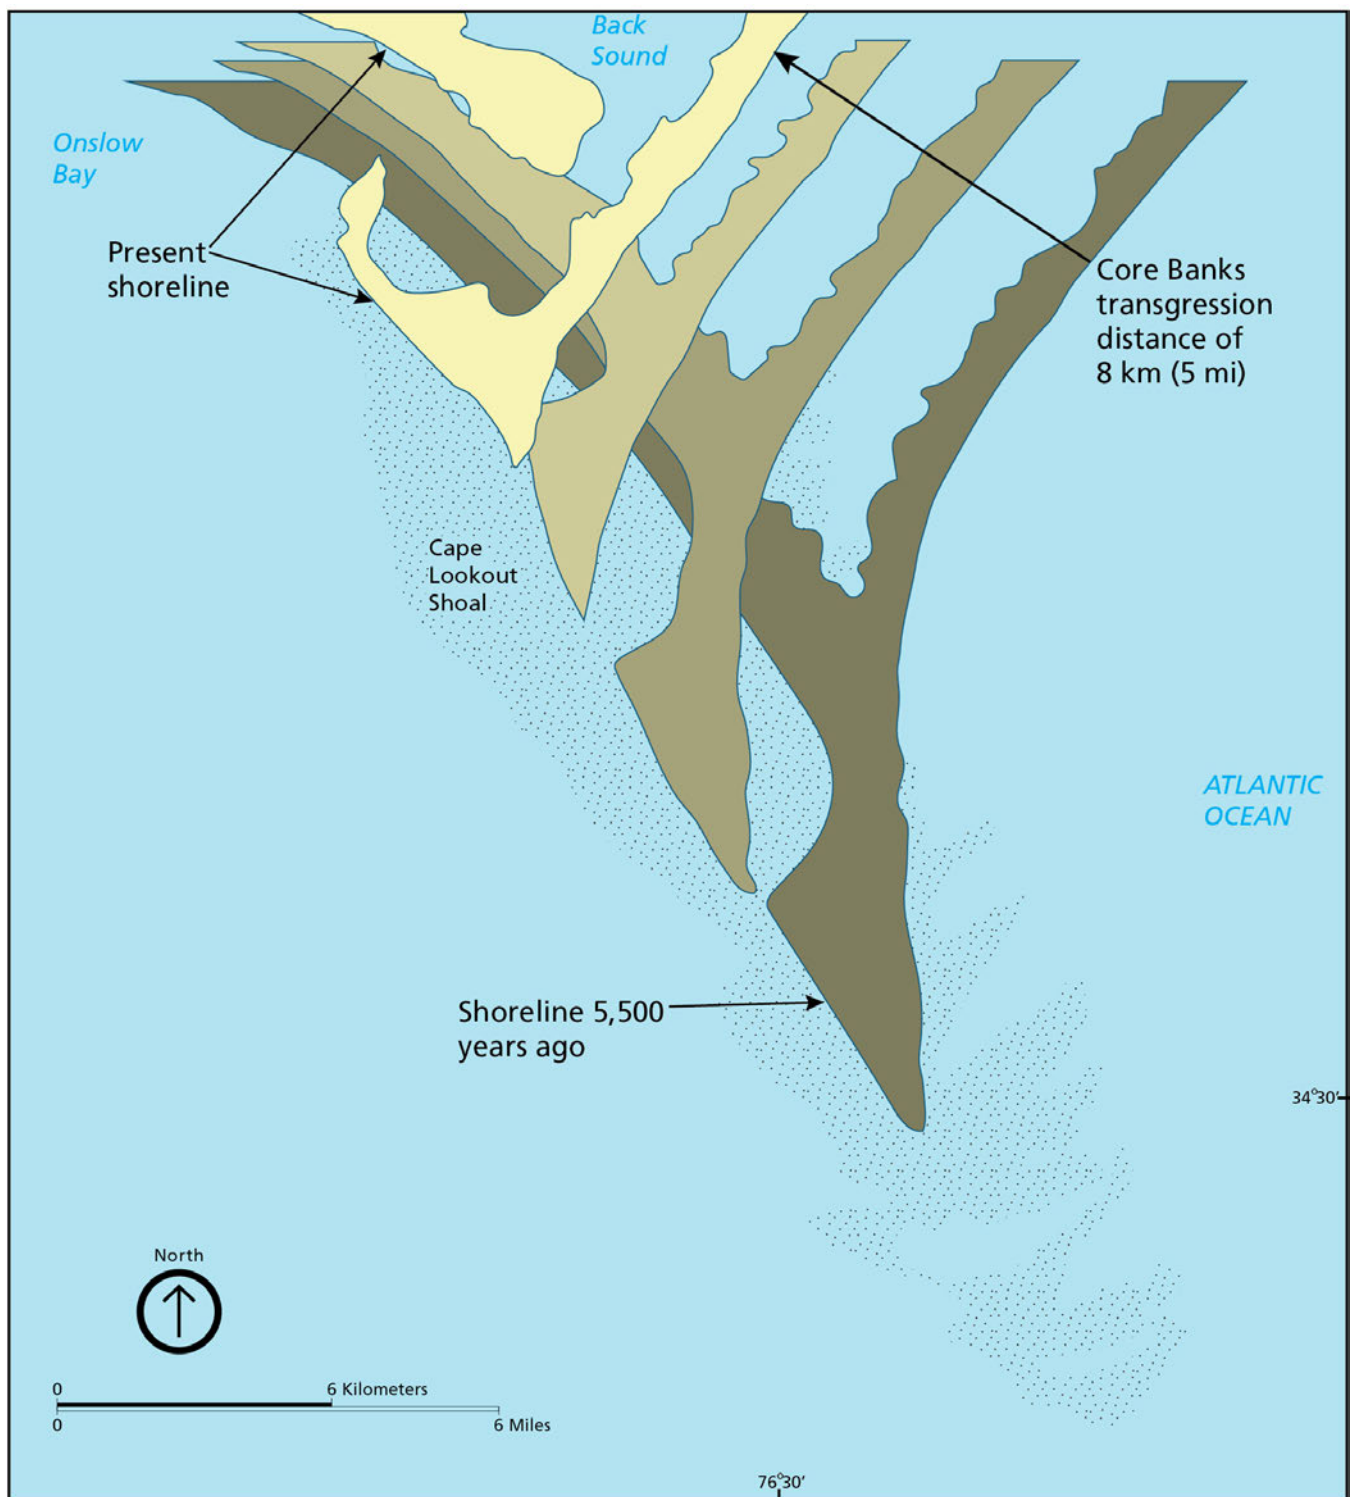 Back
Sound
Onslow
Bay
Present
shoreline
Core Banks
transgression
distance of
8 km (5 mi)
Cape
Lookout
Shoal
ATLANTIC
OCEAN
Shoreline 5,500
years ago
34°30'
North
0
6 Kilometers
0
6 Miles
76°30'